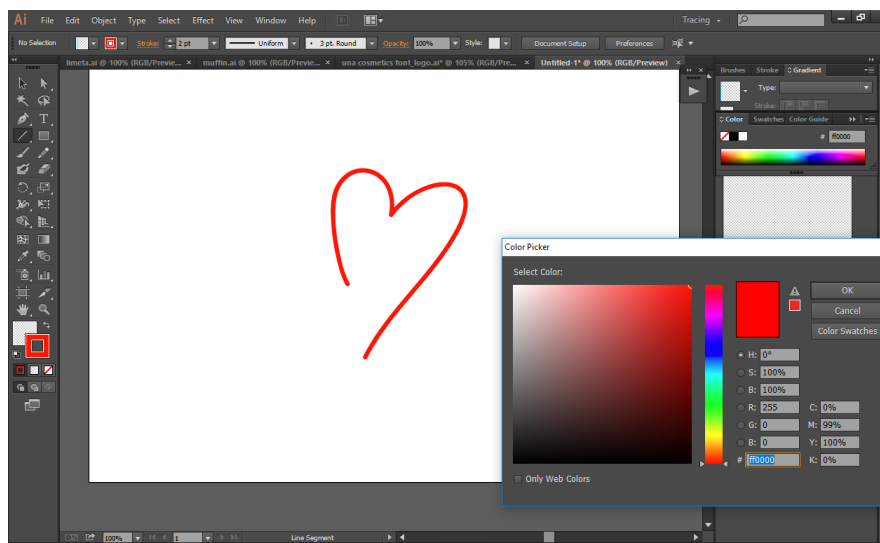 Ai File Edit Object Type Select Effect View Window Help Br Tracing
No Selection Stroke: 2 pt Uniform 3 pt. Round Opacity: 100% Style: Document Setup Preferences
limeta.ai @ 100% (RGB/Previe... × muffin.ai @ 100% (RGB/Previe... × una cosmetics font_logo.ai* @ 105% (RGB/Pre... × Untitled-1* @ 100% (RGB/Preview) ×
Brushes Stroke Gradient
Type:
Stroke:
Color Swatches Color Guide
# ff0000
Color Picker
Select Color:
OK
Cancel
Color Swatches
H: 0°
S: 100%
B: 100%
R: 255 C: 0%
G: 0 M: 99%
B: 0 Y: 100%
# ff0000 K: 0%
Only Web Colors
100% 1 Line Segment